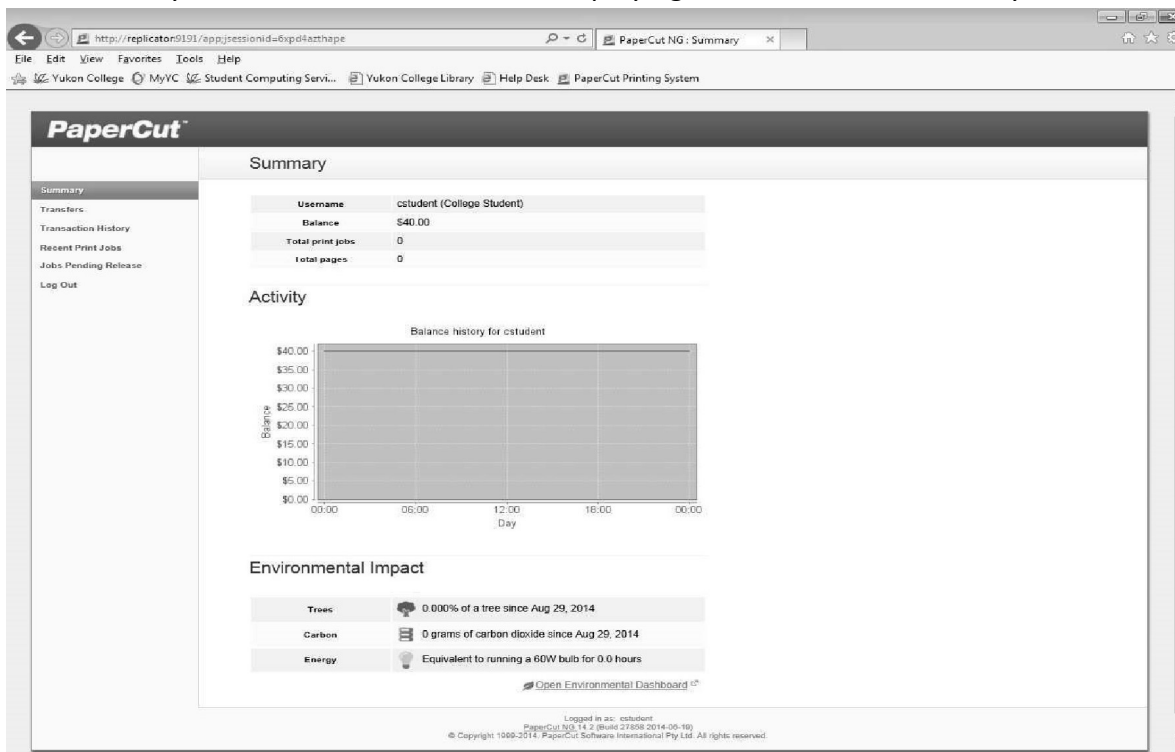 http://replicator:9191/app;jsessionid=6xpd4azthape
PaperCut NG : Summary
File Edit View Favorites Tools Help
Yukon College MyYC Student Computing Servi... Yukon College Library Help Desk PaperCut Printing System
PaperCut
Summary
Summary
Transfers
Transaction History
Recent Print Jobs
Jobs Pending Release
Log Out
Username cstudent (College Student)
Balance $40.00
Total print jobs 0
Total pages 0
Activity
Balance history for cstudent
$40.00
$35.00
$30.00
$25.00
$20.00
$15.00
$10.00
$5.00
$0.00
Balance
00:00 06:00 12:00 18:00 00:00
Day
Environmental Impact
Trees 0.000% of a tree since Aug 29, 2014
Carbon 0 grams of carbon dioxide since Aug 29, 2014
Energy Equivalent to running a 60W bulb for 0.0 hours
Open Environmental Dashboard
Logged in as: cstudent
PaperCut NG 14.2 (Build 27858 2014-06-19)
© Copyright 1999-2014. PaperCut Software International Pty Ltd. All rights reserved.